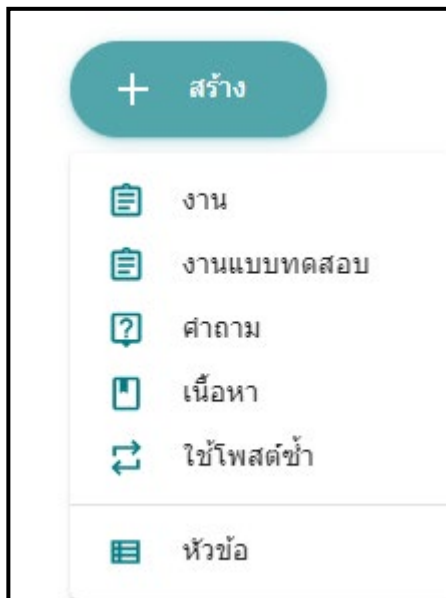 สร้าง
งาน
งานแบบทดสอบ
คำถาม
เนื้อหา
ใช้โพสต์ซ้ำ
หัวข้อ